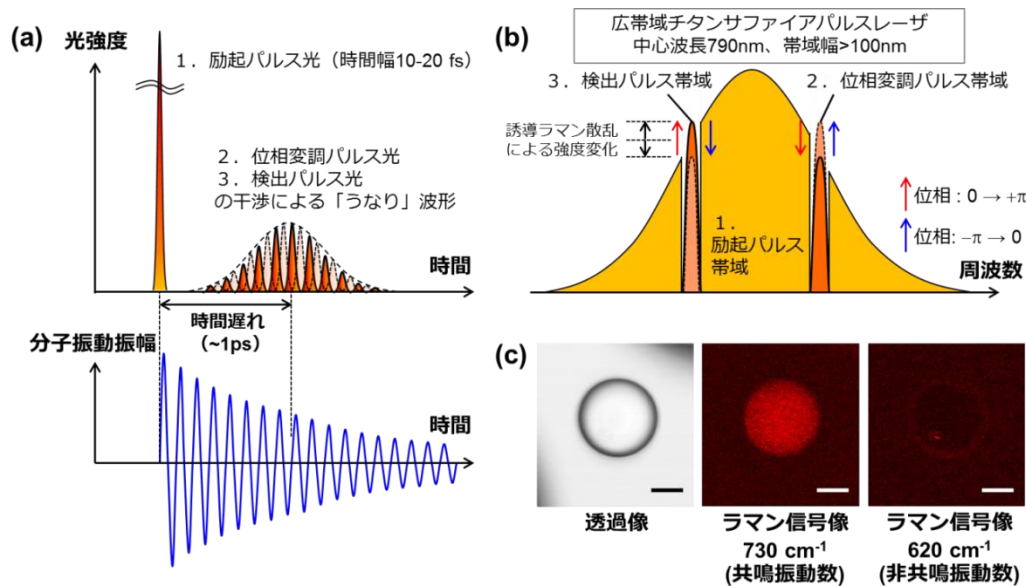 (a)
光強度
1．励起パルス光（時間幅10-20 fs）
2．位相変調パルス光
3．検出パルス光
の干渉による「うなり」波形
時間
時間遅れ
（~1ps）
分子振動振幅
時間
(b)
広帯域チタンサファイアパルスレーザ
中心波長790nm、帯域幅>100nm
3．検出パルス帯域
2．位相変調パルス帯域
誘導ラマン散乱
による強度変化
1．
励起パルス
帯域
位相 : 0 → +π
位相: −π → 0
周波数
(c)
透過像
ラマン信号像
730 cm⁻¹
(共鳴振動数)
ラマン信号像
620 cm⁻¹
(非共鳴振動数)